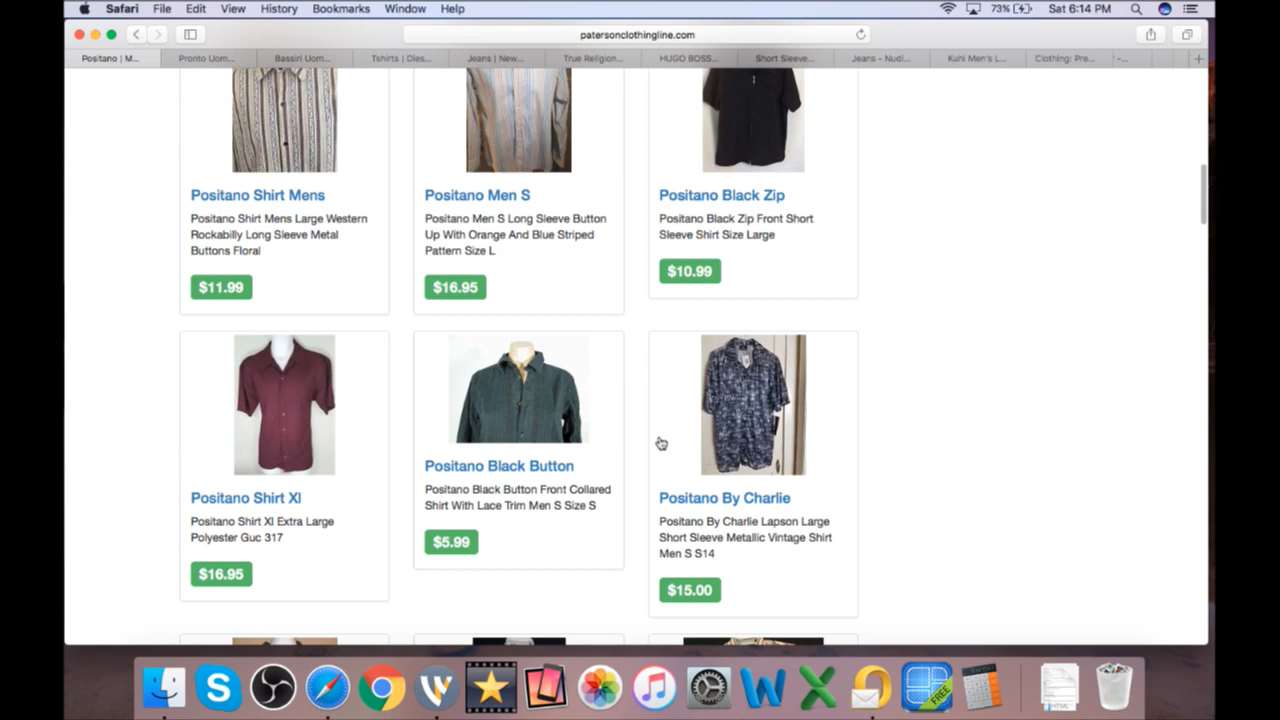 Safari File Edit View History Bookmarks Window Help 73% Sat 6:14 PM
patersonclothingline.com
Positano | M... Pronto Uom... Bassiri Uom... Tshirts | Dies... Jeans | New... True Religion... HUGO BOSS... Short Sleeve... Jeans - Nudi... Kuhl Men's L... Clothing: Pre... -...
Positano Shirt Mens
Positano Shirt Mens Large Western
Rockabilly Long Sleeve Metal
Buttons Floral
$11.99
Positano Men S
Positano Men S Long Sleeve Button
Up With Orange And Blue Striped
Pattern Size L
$16.95
Positano Black Zip
Positano Black Zip Front Short
Sleeve Shirt Size Large
$10.99
Positano Shirt Xl
Positano Shirt Xl Extra Large
Polyester Guc 317
$16.95
Positano Black Button
Positano Black Button Front Collared
Shirt With Lace Trim Men S Size S
$5.99
Positano By Charlie
Positano By Charlie Lapson Large
Short Sleeve Metallic Vintage Shirt
Men S S14
$15.00
FREE
HTML